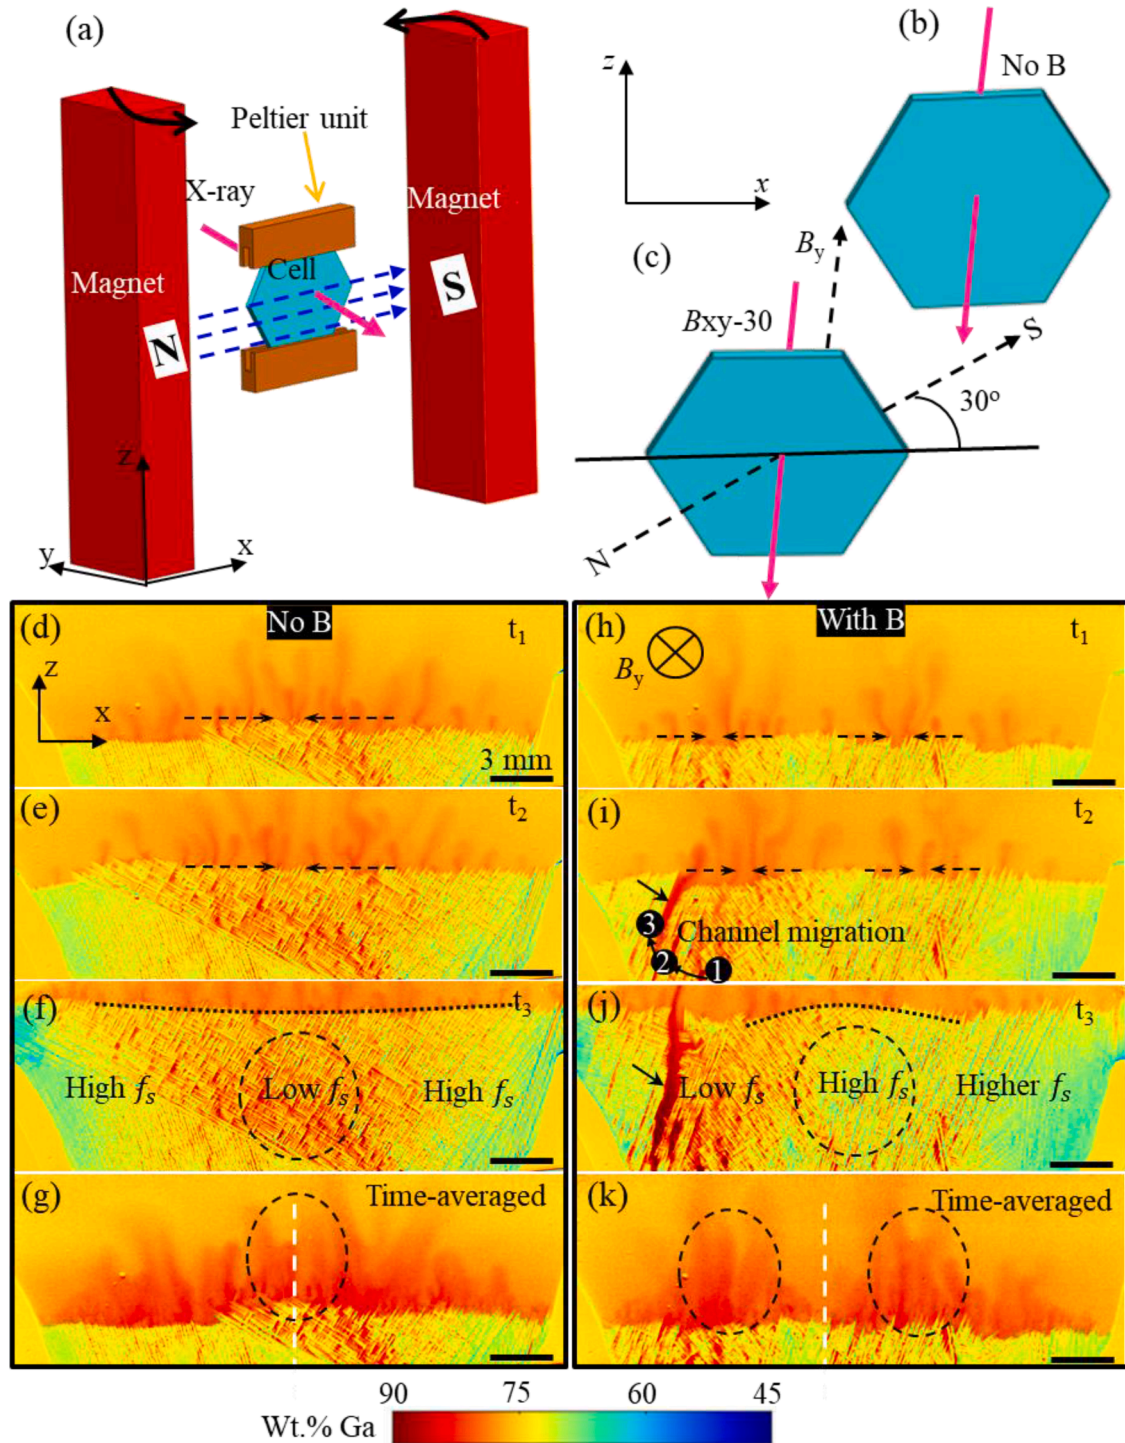 (a)
Peltier unit
X-ray
Magnet
Cell
Magnet
N
S
z
y
x
(b)
No B
z
x
(c)
Bxy-30
By
S
30o
N
(d)
No B
t1
z
x
3 mm
(e)
t2
(f)
t3
High fs
Low fs
High fs
(g)
Time-averaged
(h)
With B
t1
By
(i)
t2
3
Channel migration
2
1
(j)
t3
Low fs
High fs
Higher fs
(k)
Time-averaged
90
75
60
45
Wt.% Ga